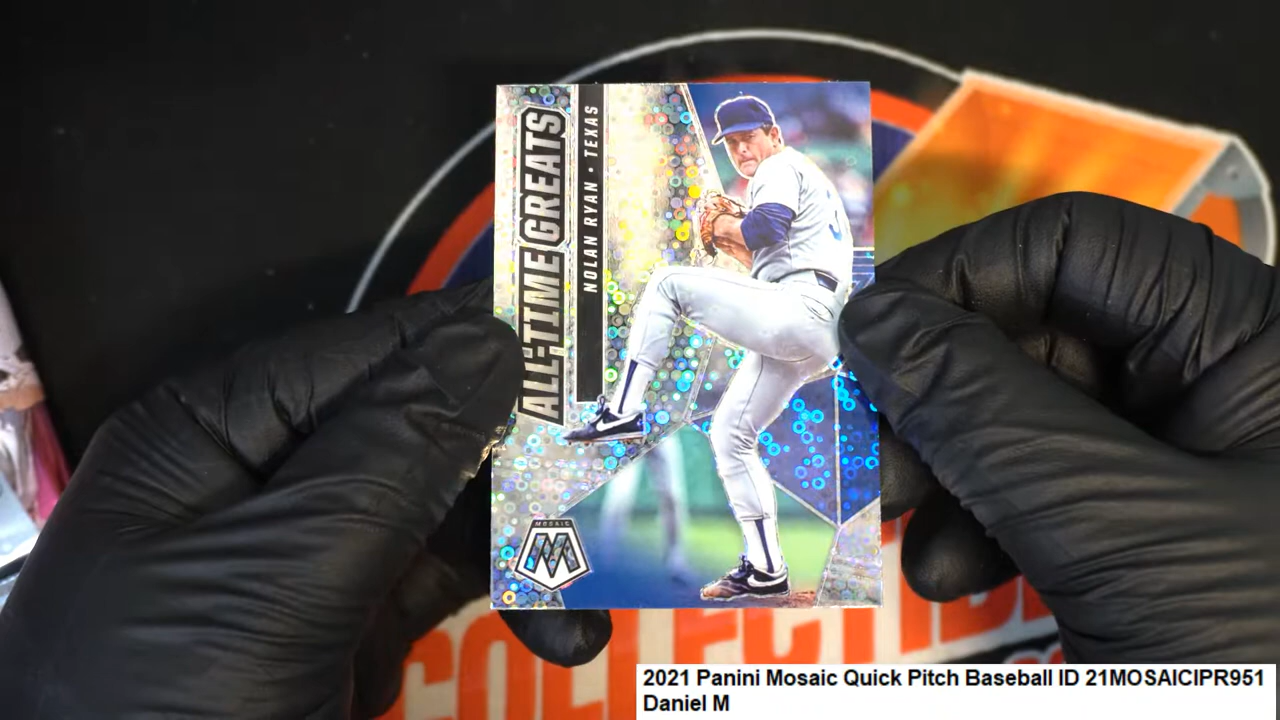 ALL-TIME GREATS
NOLAN RYAN • TEXAS
MOSAIC
M
2021 Panini Mosaic Quick Pitch Baseball ID 21MOSAICIPR951
Daniel M